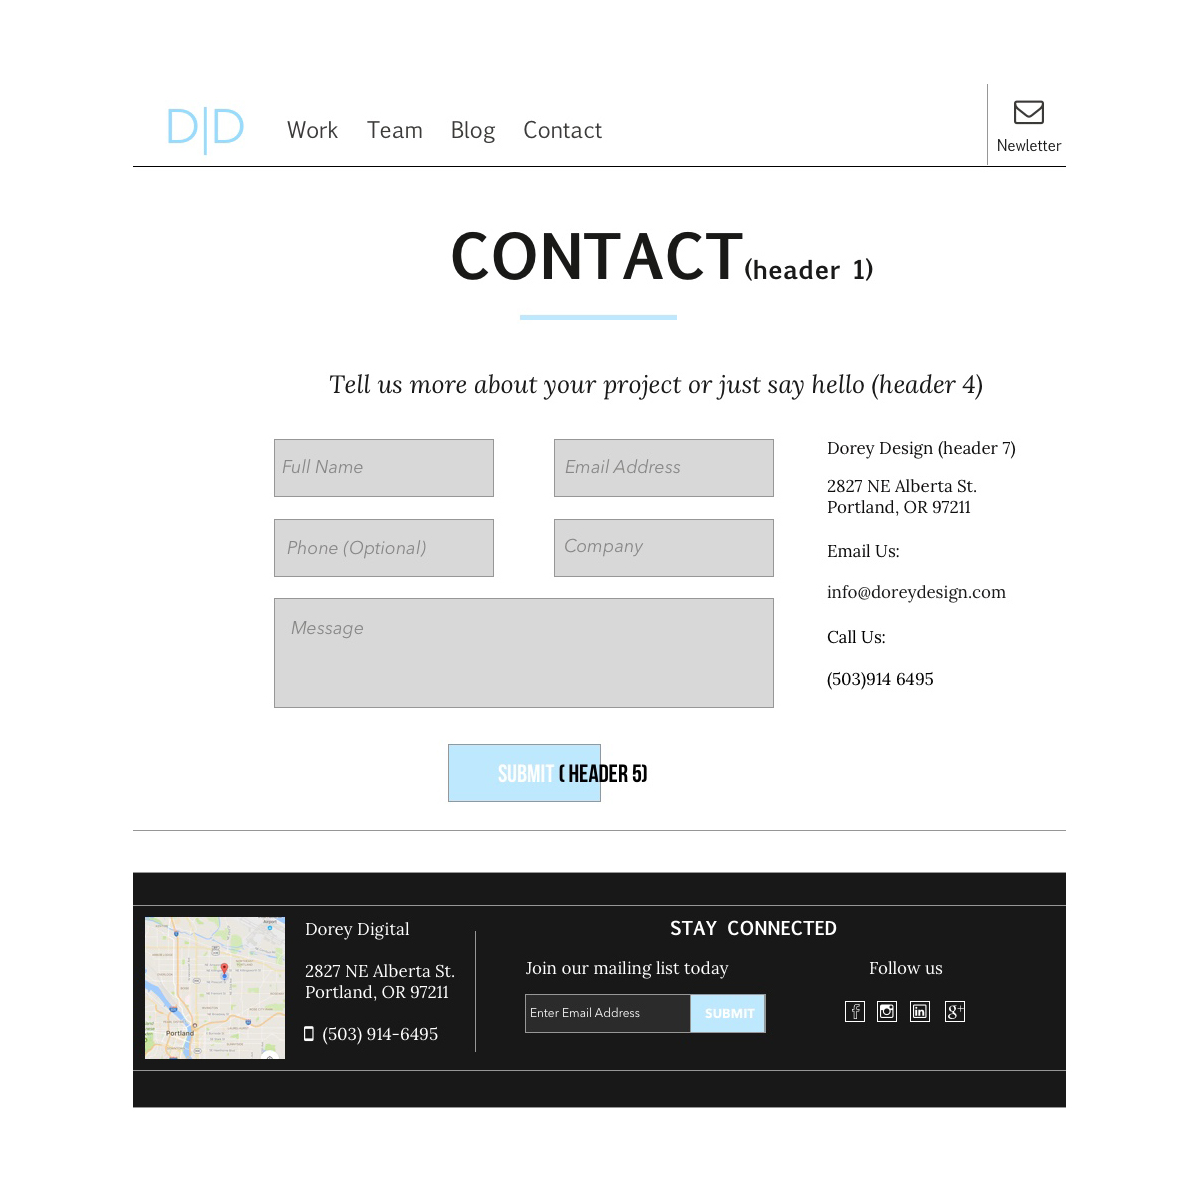 D|D
Work Team Blog Contact
Newletter
CONTACT (header 1)
Tell us more about your project or just say hello (header 4)
Full Name
Email Address
Phone (Optional)
Company
Message
SUBMIT ( HEADER 5)
Dorey Design (header 7)
2827 NE Alberta St.
Portland, OR 97211
Email Us:
info@doreydesign.com
Call Us:
(503)914 6495
Portland
Dorey Digital
2827 NE Alberta St.
Portland, OR 97211
(503) 914-6495
STAY CONNECTED
Join our mailing list today
Enter Email Address
SUBMIT
Follow us
f
in
g+